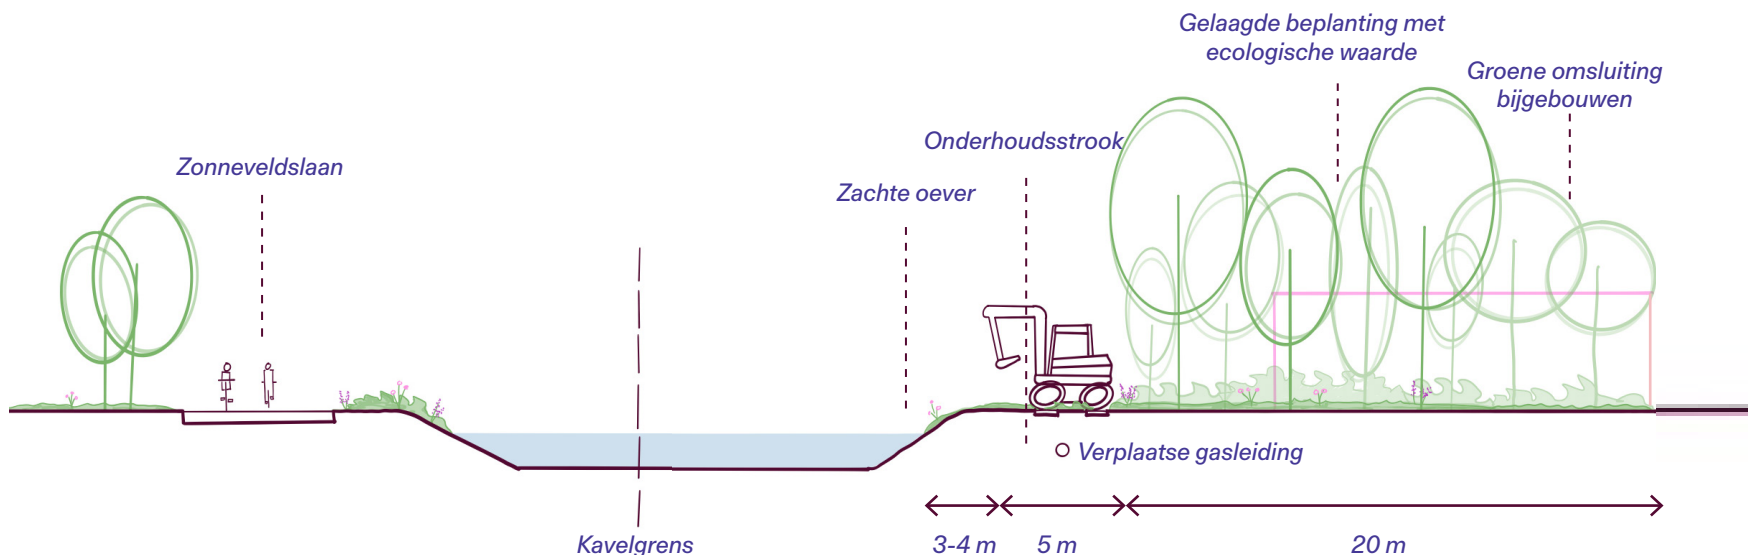 Gelaagde beplanting met
ecologische waarde
Groene omsluiting
bijgebouwen
Onderhoudsstrook
Zonneveldslaan
Zachte oever
Verplaatse gasleiding
Kavelgrens
3-4 m
5 m
20 m